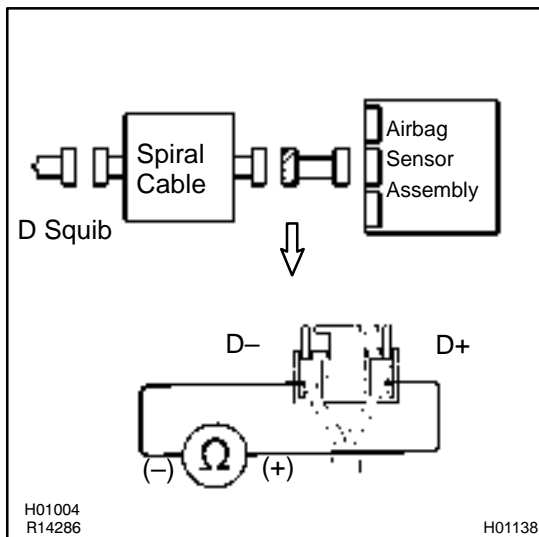 Spiral
Cable
Airbag
Sensor
Assembly
D Squib
D–
D+
(–)
Ω
(+)
H01004
R14286
H01138